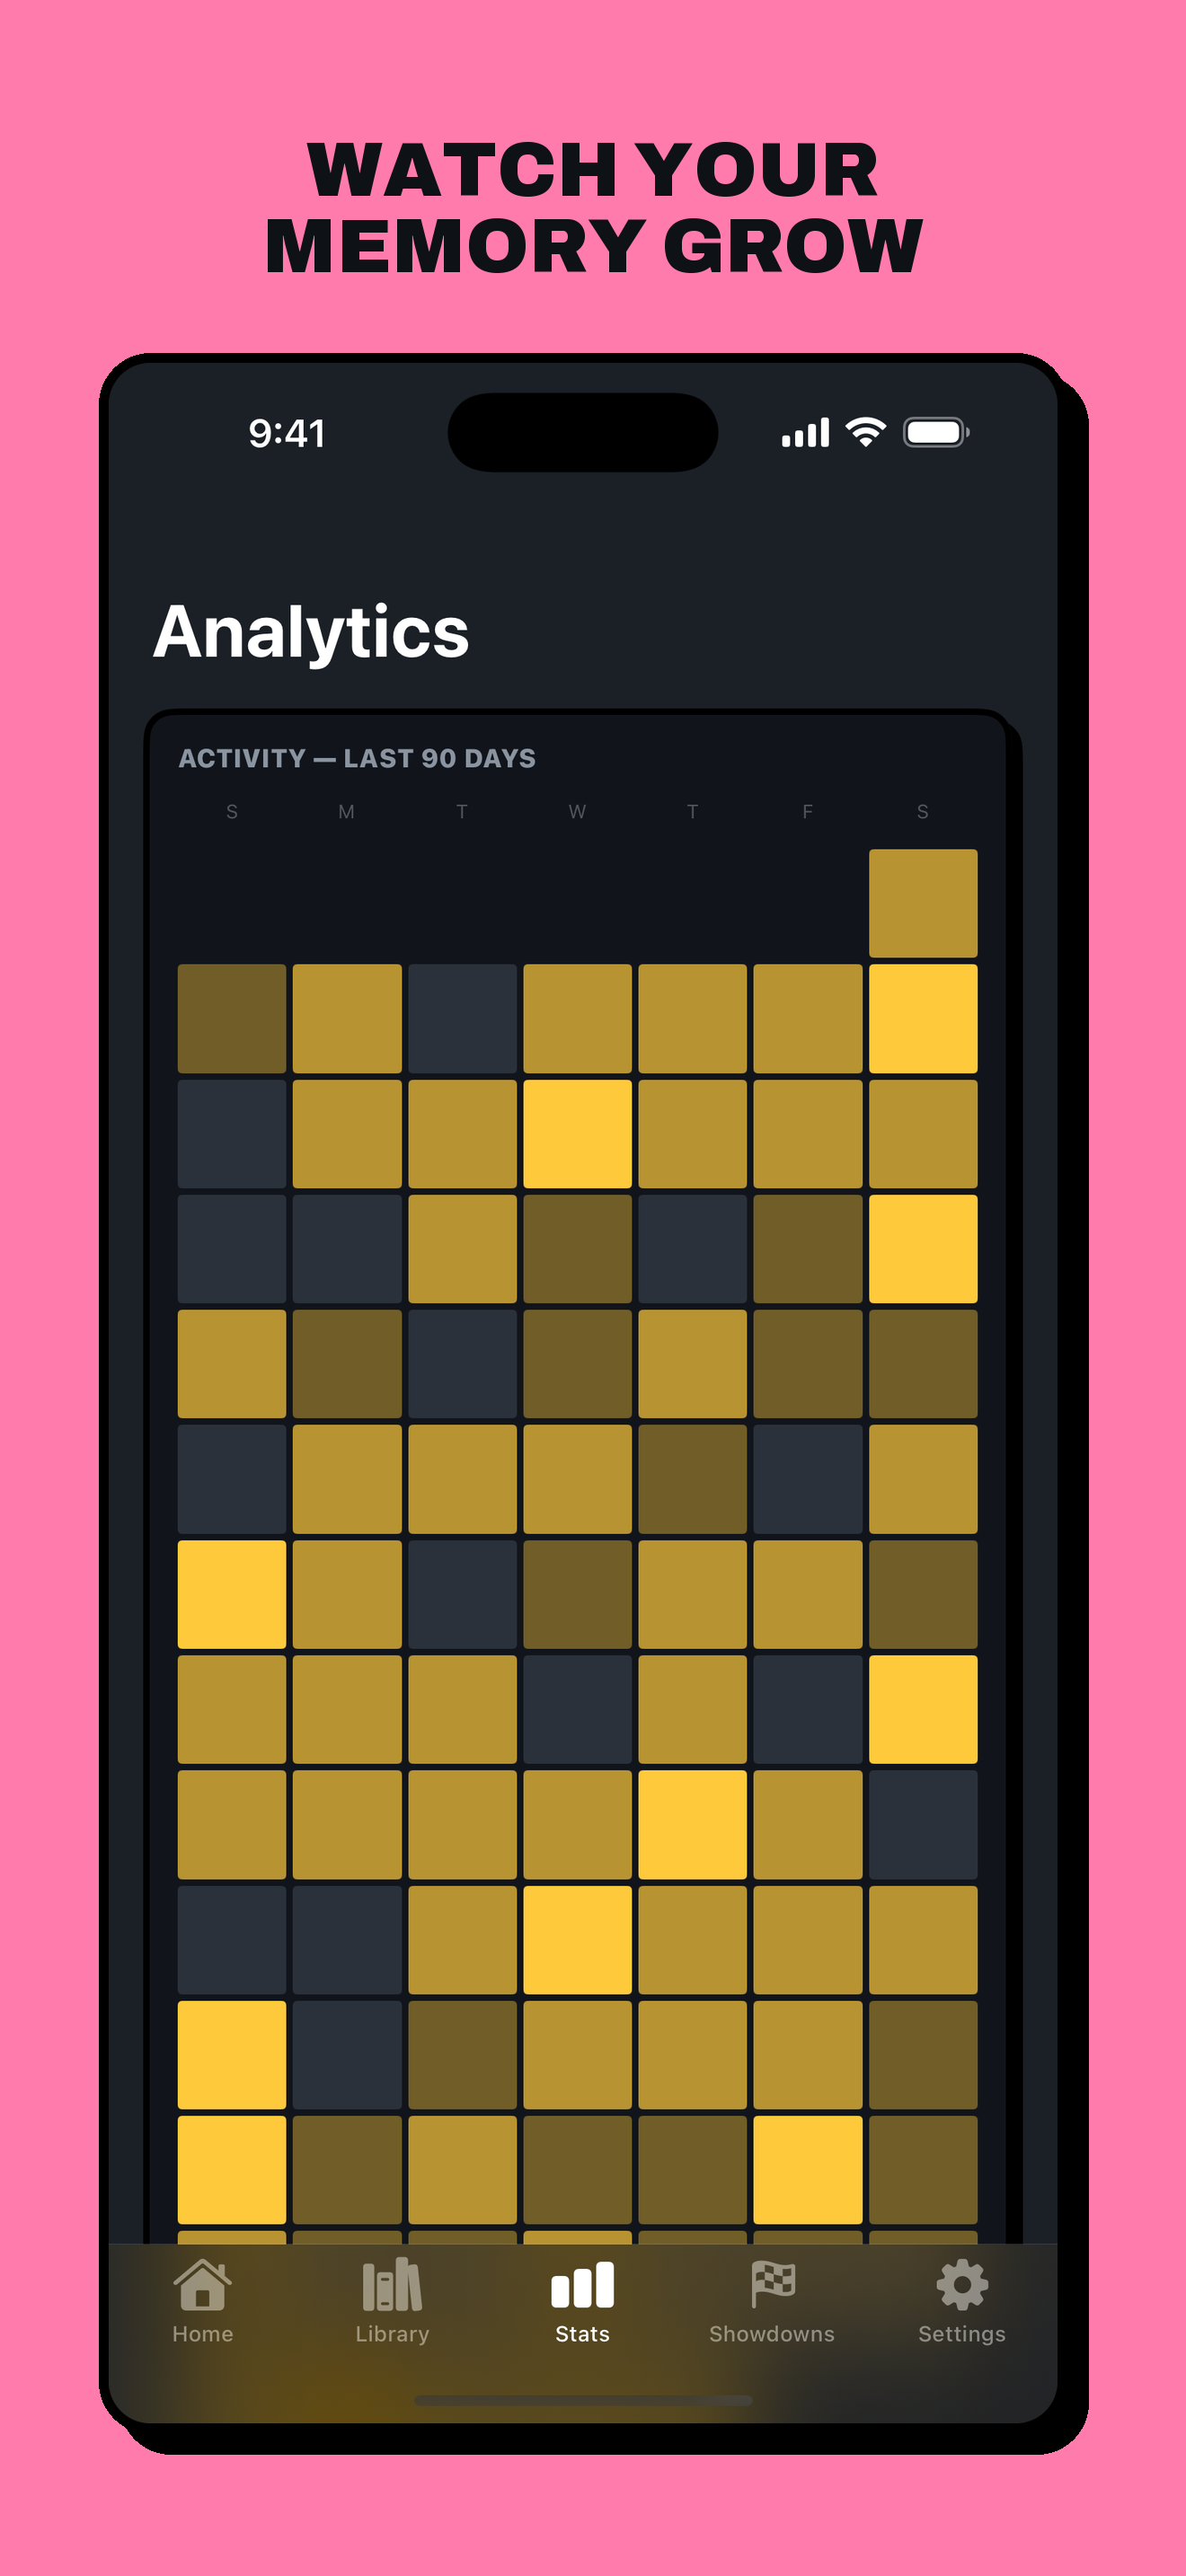 WATCH YOUR
MEMORY GROW
9:41
Analytics
ACTIVITY — LAST 90 DAYS
S M T W T F S
Home Library Stats Showdowns Settings